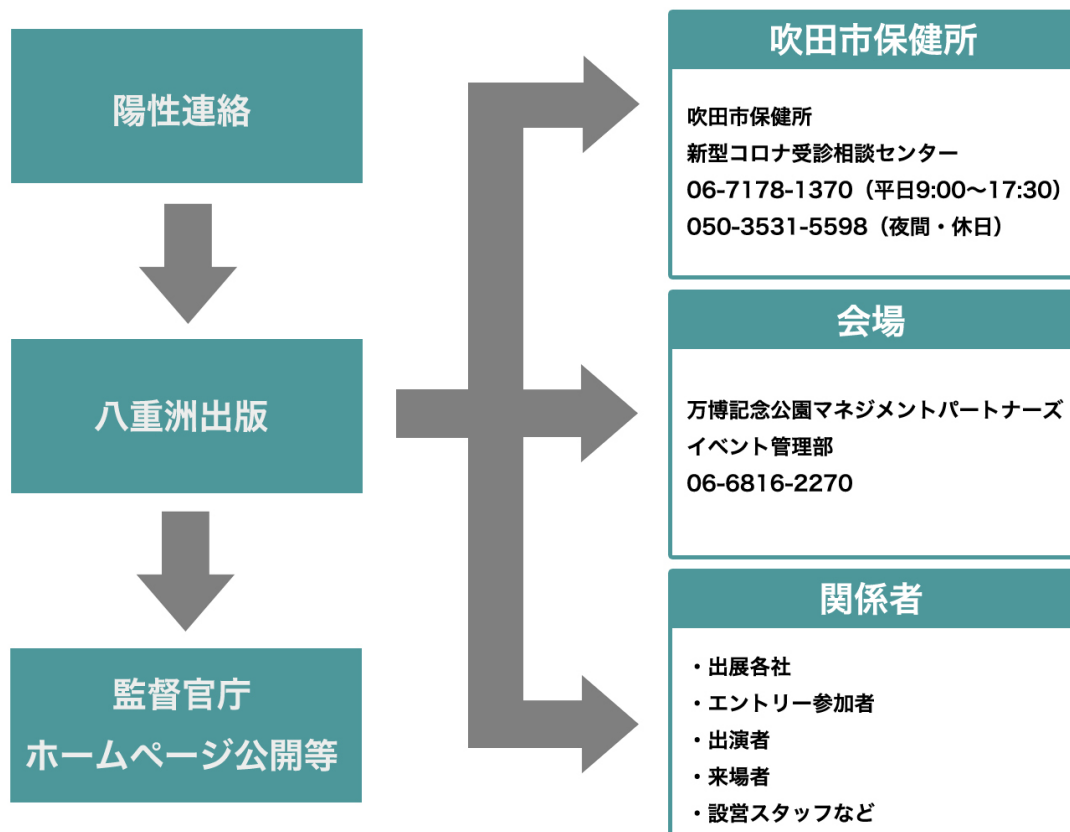 陽性連絡
八重洲出版
監督官庁
ホームページ公開等
吹田市保健所
吹田市保健所
新型コロナ受診相談センター
06-7178-1370（平日9:00〜17:30）
050-3531-5598（夜間・休日）
会場
万博記念公園マネジメントパートナーズ
イベント管理部
06-6816-2270
関係者
・出展各社
・エントリー参加者
・出演者
・来場者
・設営スタッフなど